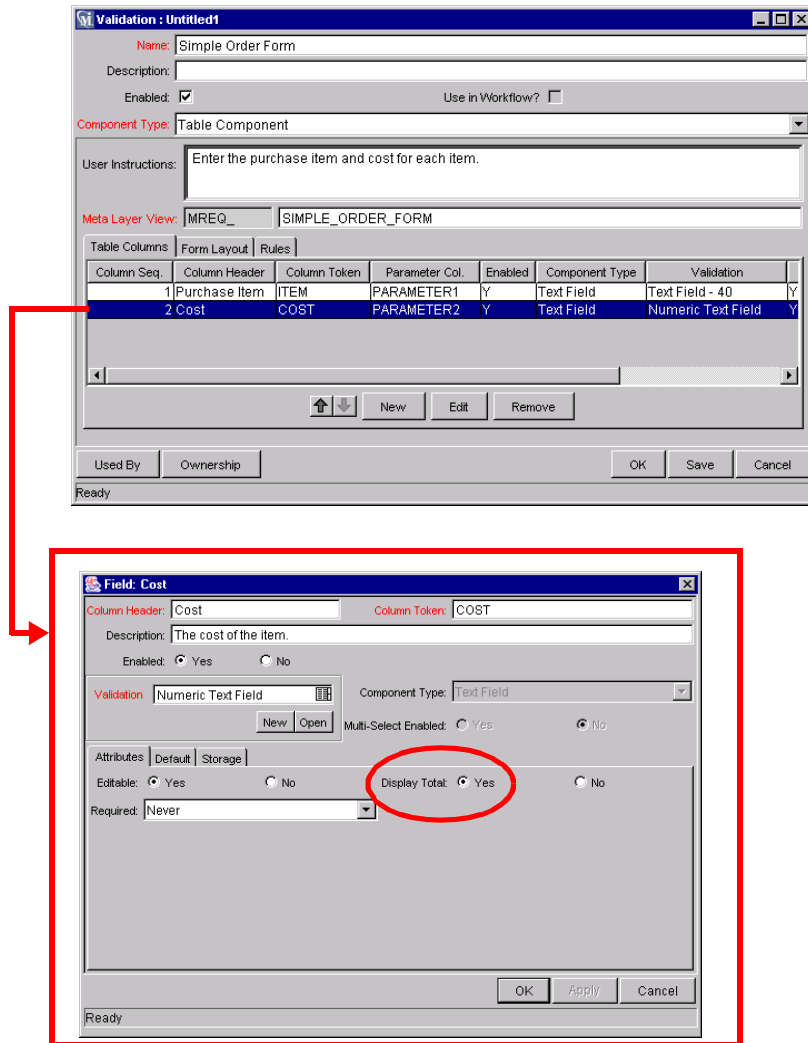 Validation : Untitled1
Name: Simple Order Form
Description:
Enabled: Use in Workflow?
Component Type: Table Component
User Instructions: Enter the purchase item and cost for each item.
Meta Layer View: MREQ_ SIMPLE_ORDER_FORM
Table Columns Form Layout Rules
Column Seq. Column Header Column Token Parameter Col. Enabled Component Type Validation
1 Purchase Item ITEM PARAMETER1 Y Text Field Text Field - 40 Y
2 Cost COST PARAMETER2 Y Text Field Numeric Text Field Y
New Edit Remove
Used By Ownership OK Save Cancel
Ready
Field: Cost
Column Header: Cost Column Token: COST
Description: The cost of the item.
Enabled: Yes No
Validation Numeric Text Field Component Type: Text Field
New Open Multi-Select Enabled: Yes No
Attributes Default Storage
Editable: Yes No Display Total: Yes No
Required: Never
OK Apply Cancel
Ready